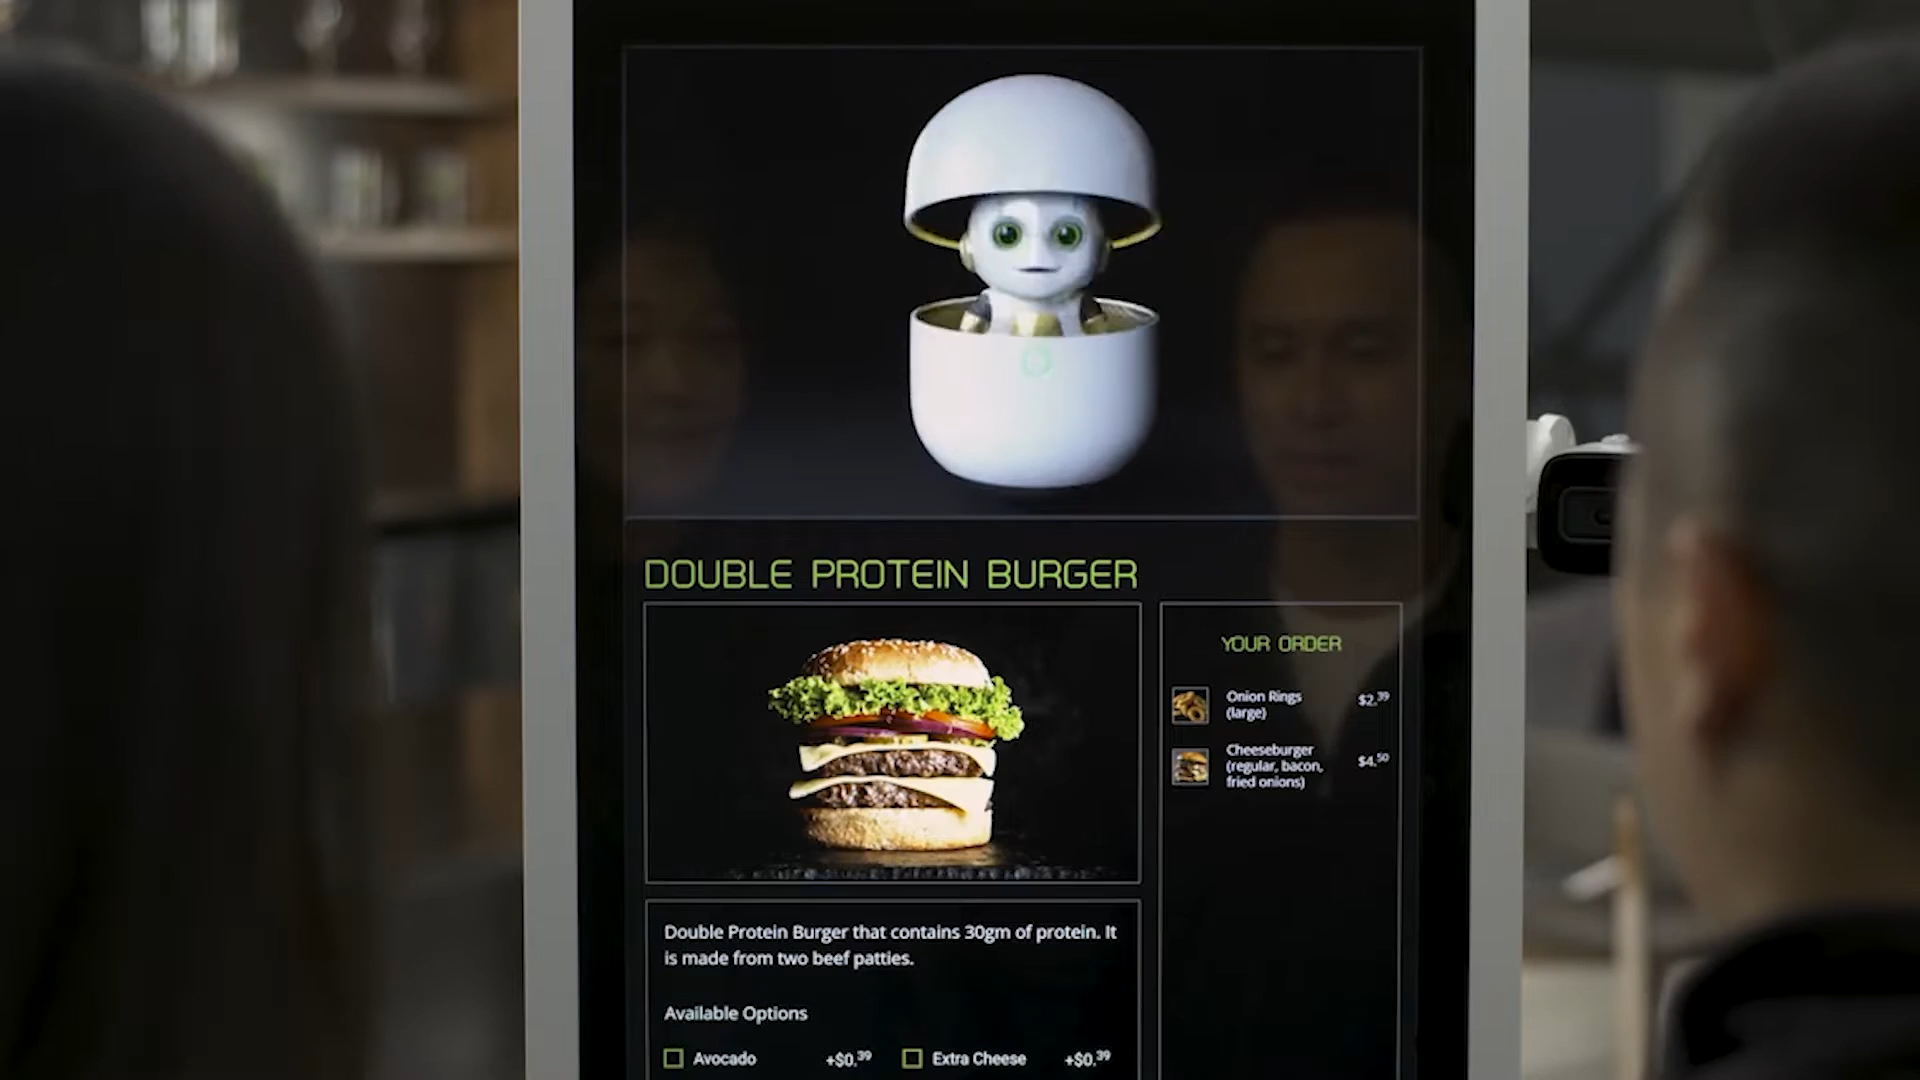 DOUBLE PROTEIN BURGER
YOUR ORDER
Onion Rings
(large)
$2.39
Cheeseburger
(regular, bacon,
fried onions)
$4.50
Double Protein Burger that contains 30gm of protein. It
is made from two beef patties.
Available Options
Avocado +$0.39 Extra Cheese +$0.39